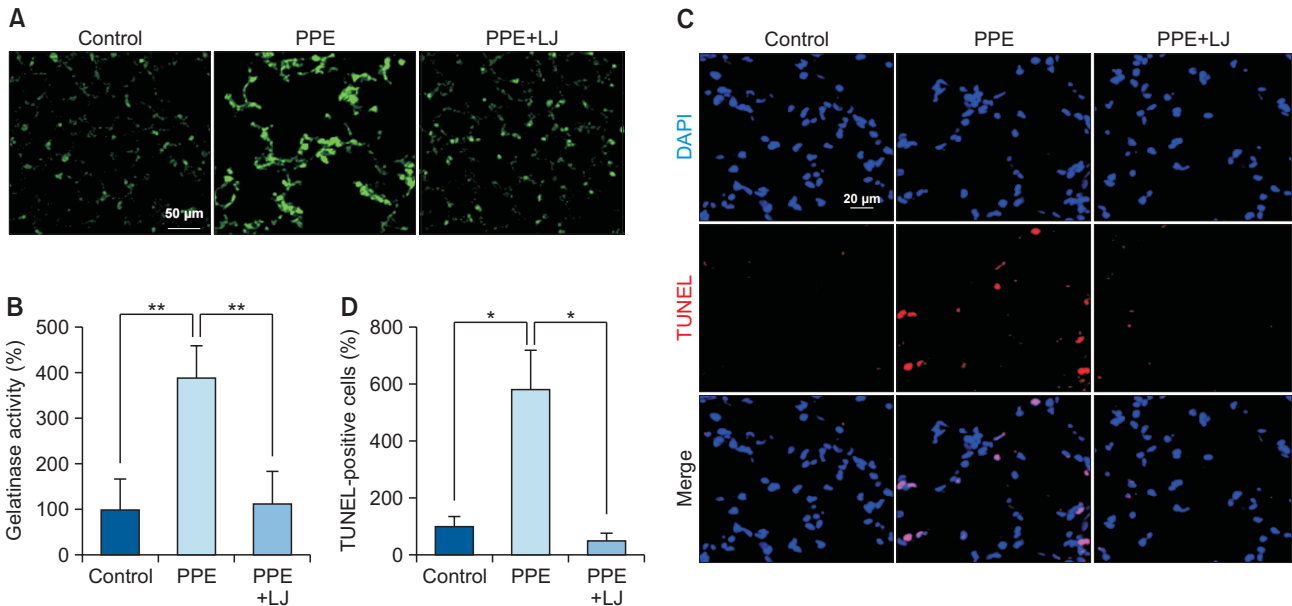 A
Control PPE PPE+LJ
50 µm
B
Gelatinase activity (%)
500
400
300
200
100
0
** **
Control PPE PPE
+LJ
D
TUNEL-positive cells (%)
800
600
400
200
0
* *
Control PPE PPE
+LJ
C
Control PPE PPE+LJ
DAPI
20 µm
TUNEL
Merge